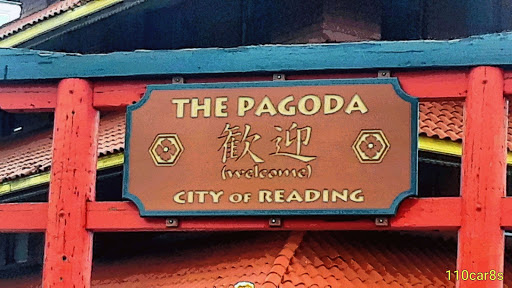 THE PAGODA
歡迎
(welcome)
CITY OF READING
110car8s